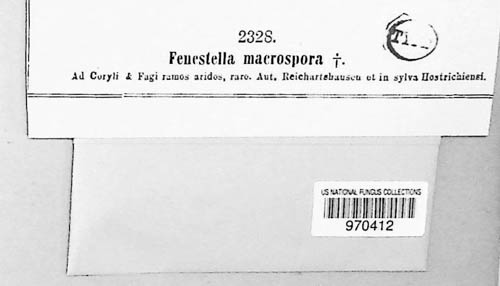 2328.
Fenestella macrospora †.
Ad Coryli & Fagi ramos aridos, raro. Aut. Reichartshausen et in sylva Hostrichiensi.
US NATIONAL FUNGUS COLLECTIONS
970412